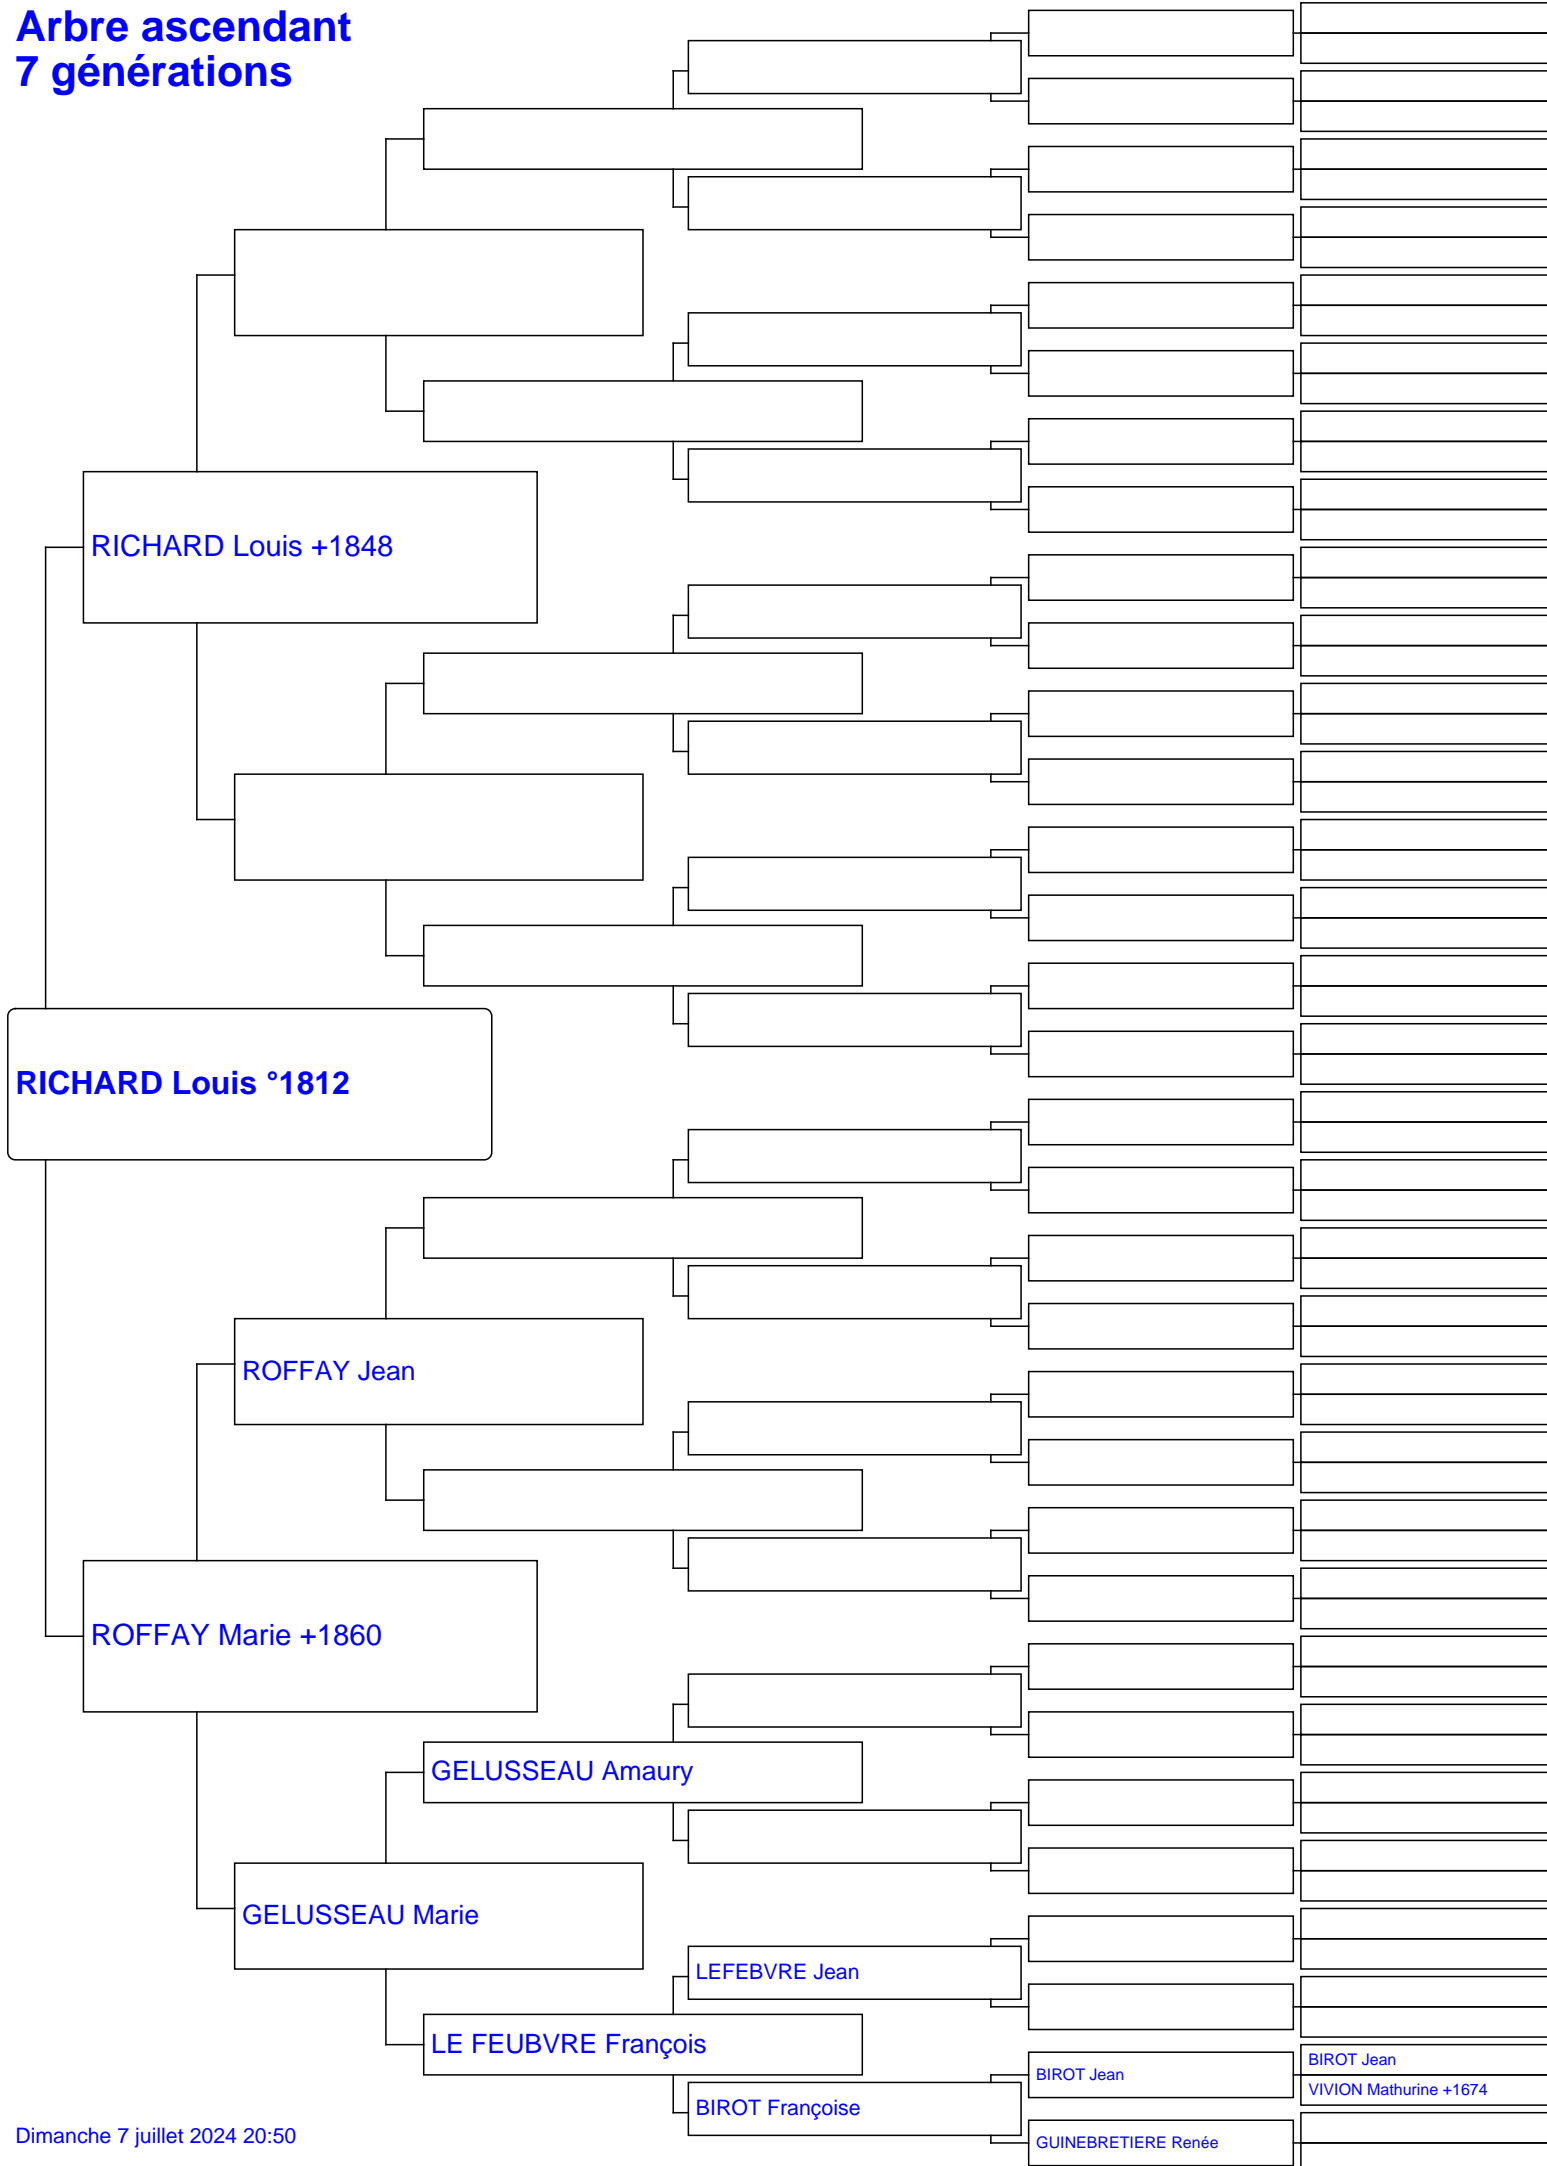 Arbre ascendant
7 générations
RICHARD Louis +1848
RICHARD Louis °1812
ROFFAY Jean
ROFFAY Marie +1860
GELUSSEAU Amaury
GELUSSEAU Marie
LEFEBVRE Jean
LE FEUBVRE François
BIROT Jean
BIROT Jean
VIVION Mathurine +1674
BIROT Françoise
GUINEBRETIERE Renée
Dimanche 7 juillet 2024 20:50